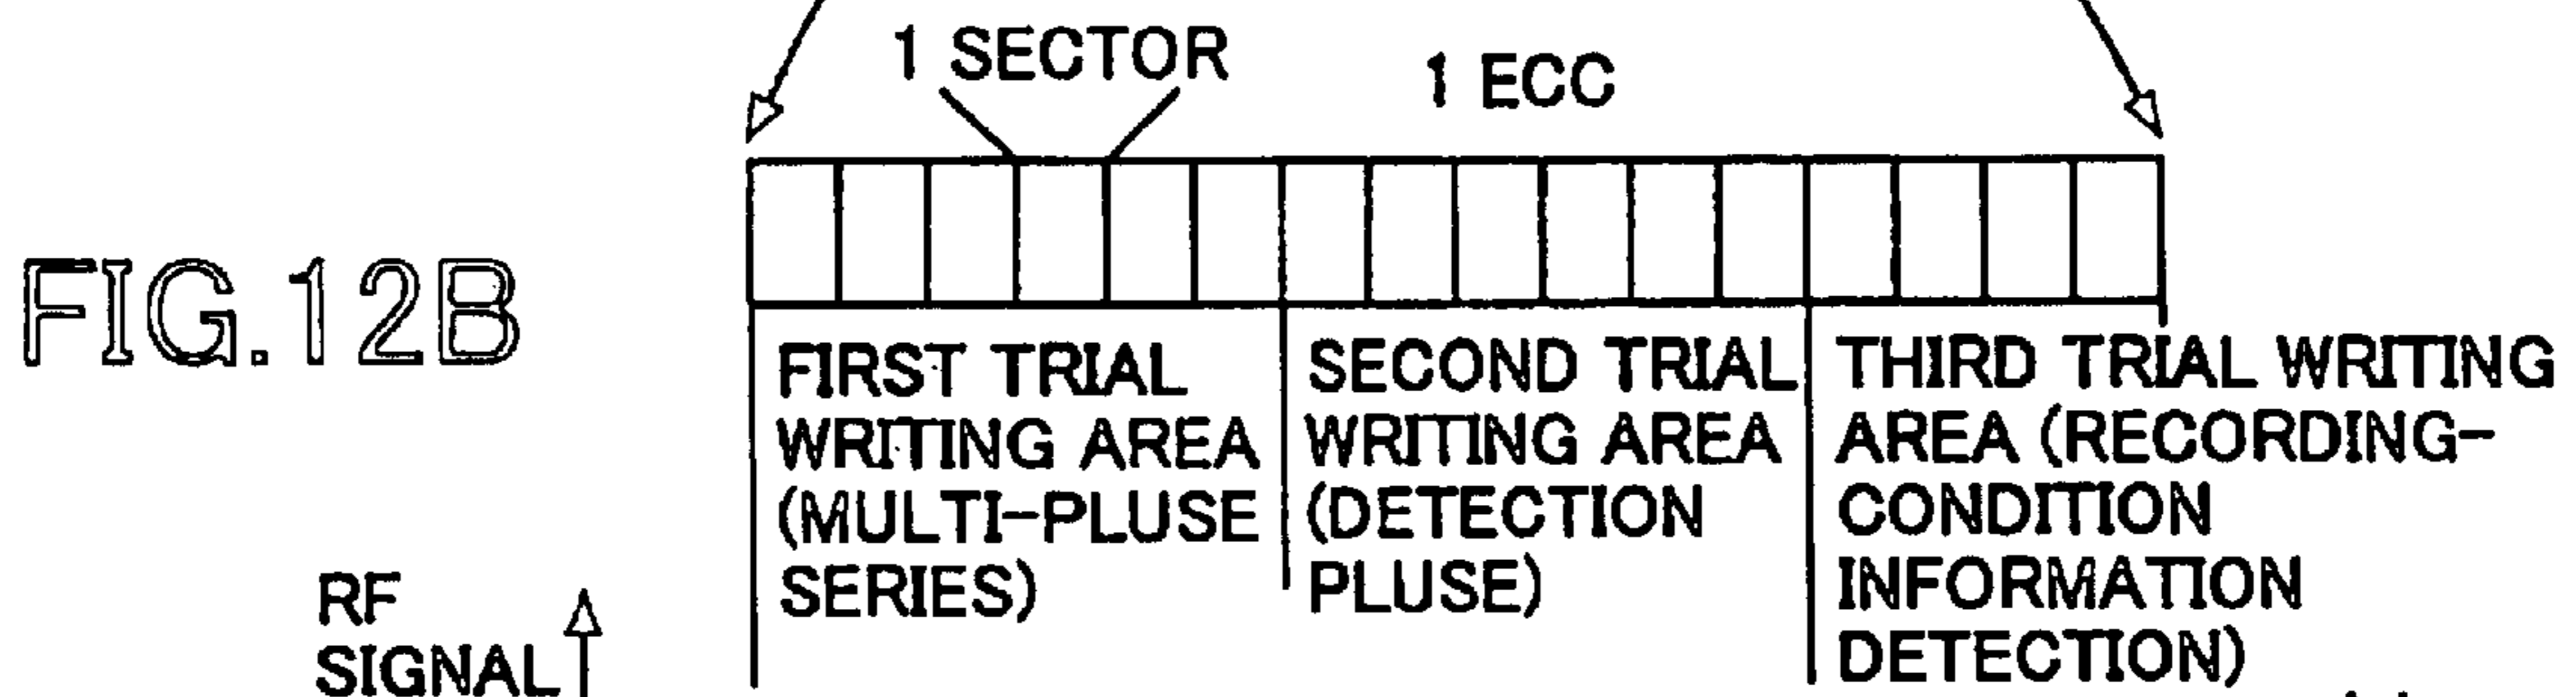 1 SECTOR
1 ECC
FIG.12B
FIRST TRIAL
WRITING AREA
(MULTI-PLUSE
SERIES)
SECOND TRIAL
WRITING AREA
(DETECTION
PLUSE)
THIRD TRIAL WRITING
AREA (RECORDING-
CONDITION
INFORMATION
DETECTION)
RF
SIGNAL